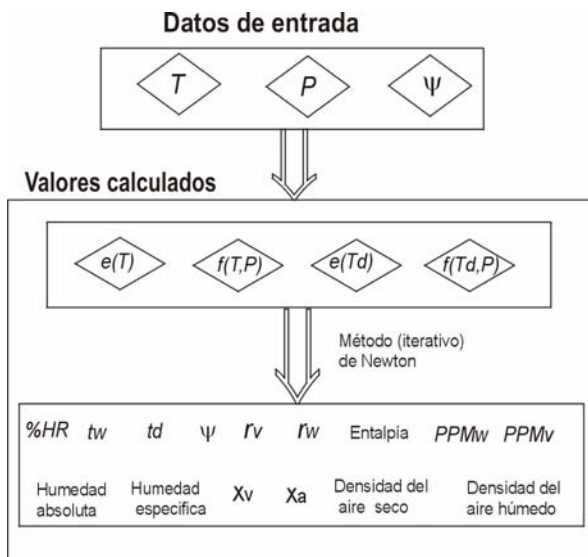 Datos de entrada
T P Ψ
Valores calculados
e(T) f(T,P) e(Td) f(Td,P)
Método (iterativo)
de Newton
%HR tw td Ψ rv rw Entalpía PPMw PPMv
Humedad absoluta Humedad especifica Xv Xa Densidad del aire seco Densidad del aire húmedo